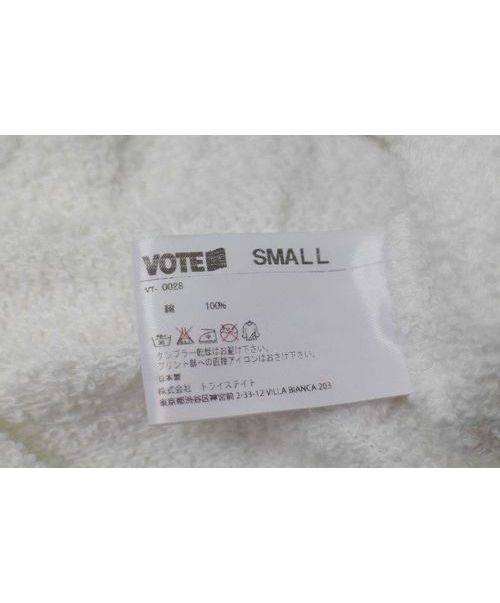 VOTE SMALL
VT- 0028
綿 100%
タンブラー乾燥はお避け下さい。
プリント部への直接アイロンはおさけ下さい。
日本製
株式会社 トライステイト
東京都渋谷区神宮前 2-33-12 VILLA BIANCA 203